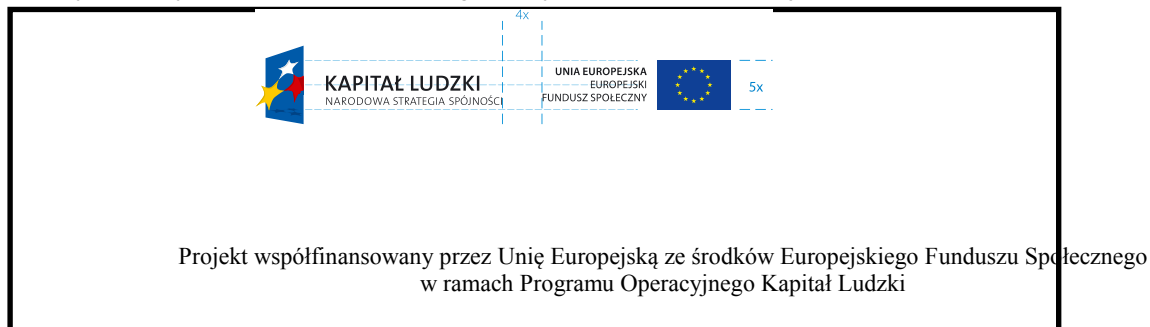 4x
KAPITAŁ LUDZKI
NARODOWA STRATEGIA SPÓJNOŚCI
UNIA EUROPEJSKA
EUROPEJSKI
FUNDUSZ SPOŁECZNY
5x
Projekt współfinansowany przez Unię Europejską ze środków Europejskiego Funduszu Społecznego
w ramach Programu Operacyjnego Kapitał Ludzki